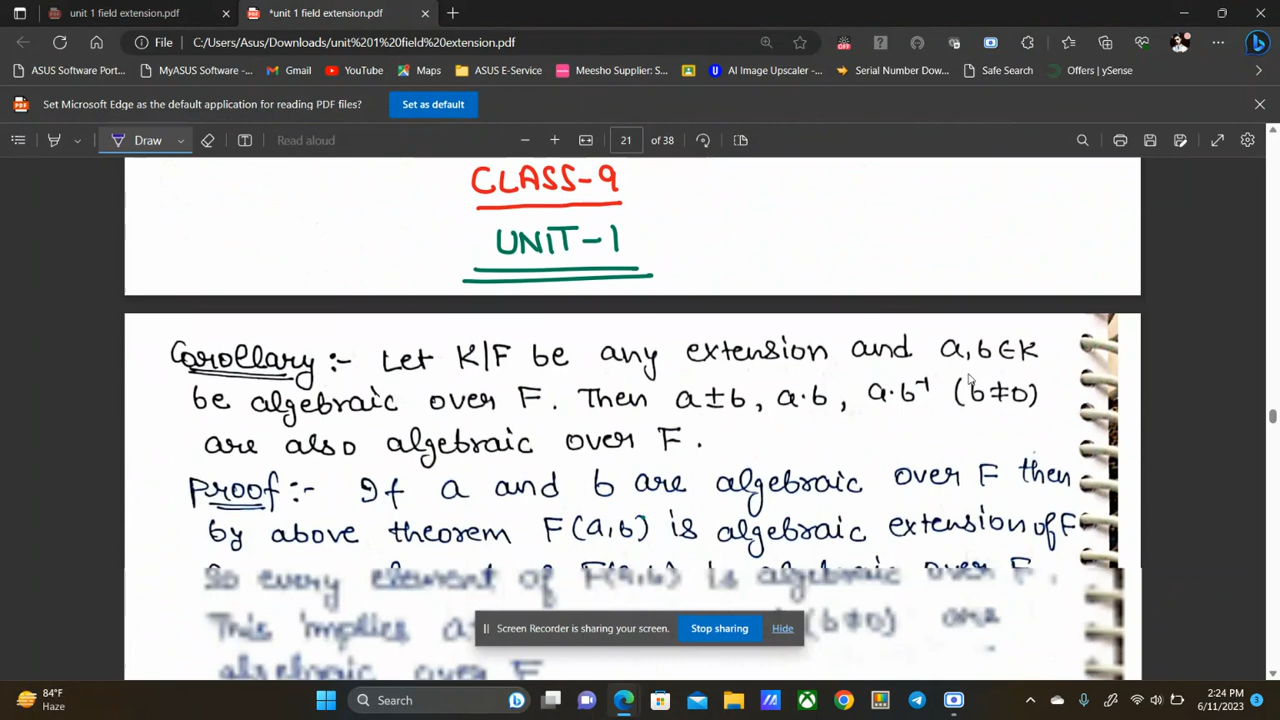 unit 1 field extension.pdf
*unit 1 field extension.pdf
File C:/Users/Asus/Downloads/unit%201%20field%20extension.pdf
ASUS Software Port... MyASUS Software -... Gmail YouTube Maps ASUS E-Service Meesho Supplier: S... AI Image Upscaler -... Serial Number Dow... Safe Search Offers | ySense
Set Microsoft Edge as the default application for reading PDF files? Set as default
Draw Read aloud 21 of 38
CLASS-9
UNIT-1
Corollary :- Let K|F be any extension and a,b∈K
be algebraic over F. Then a±b, a·b, a·b⁻¹ (b≠0)
are also algebraic over F.
Proof :- If a and b are algebraic over F then
by above theorem F(a,b) is algebraic extension of F
So every element of F(a,b) is algebraic over F.
This implies (b≠0) are
algebraic over F
Screen Recorder is sharing your screen. Stop sharing Hide
84°F
Haze
Search
2:24 PM
6/11/2023